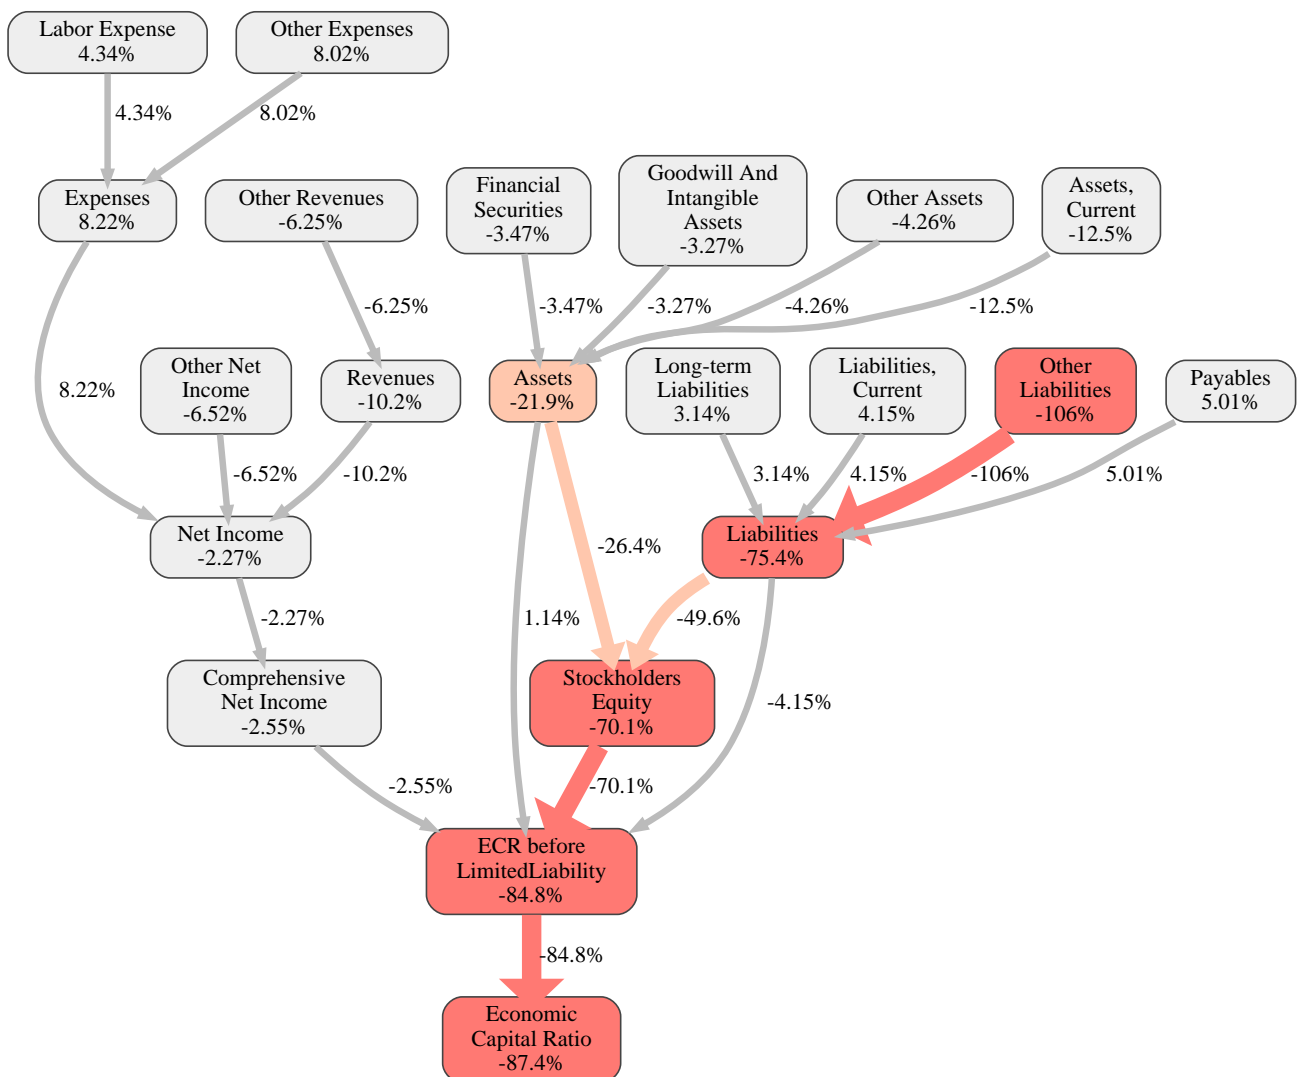 Labor Expense
4.34%
Other Expenses
8.02%
4.34%
8.02%
Expenses
8.22%
Other Revenues
-6.25%
Financial
Securities
-3.47%
Goodwill And
Intangible
Assets
-3.27%
Other Assets
-4.26%
Assets,
Current
-12.5%
-6.25%
-3.47%
-3.27%
-4.26%
-12.5%
8.22%
Other Net
Income
-6.52%
Revenues
-10.2%
Assets
-21.9%
Long-term
Liabilities
3.14%
Liabilities,
Current
4.15%
Other
Liabilities
-106%
Payables
5.01%
-6.52%
-10.2%
3.14%
4.15%
-106%
5.01%
Net Income
-2.27%
-26.4%
Liabilities
-75.4%
-2.27%
1.14%
-49.6%
Comprehensive
Net Income
-2.55%
Stockholders
Equity
-70.1%
-4.15%
-2.55%
-70.1%
ECR before
LimitedLiability
-84.8%
-84.8%
Economic
Capital Ratio
-87.4%